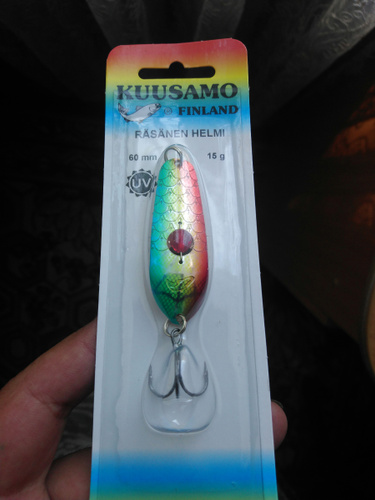 KUUSAMO
FINLAND
RÄSÄNEN HELMI
60 mm 15 g
UV